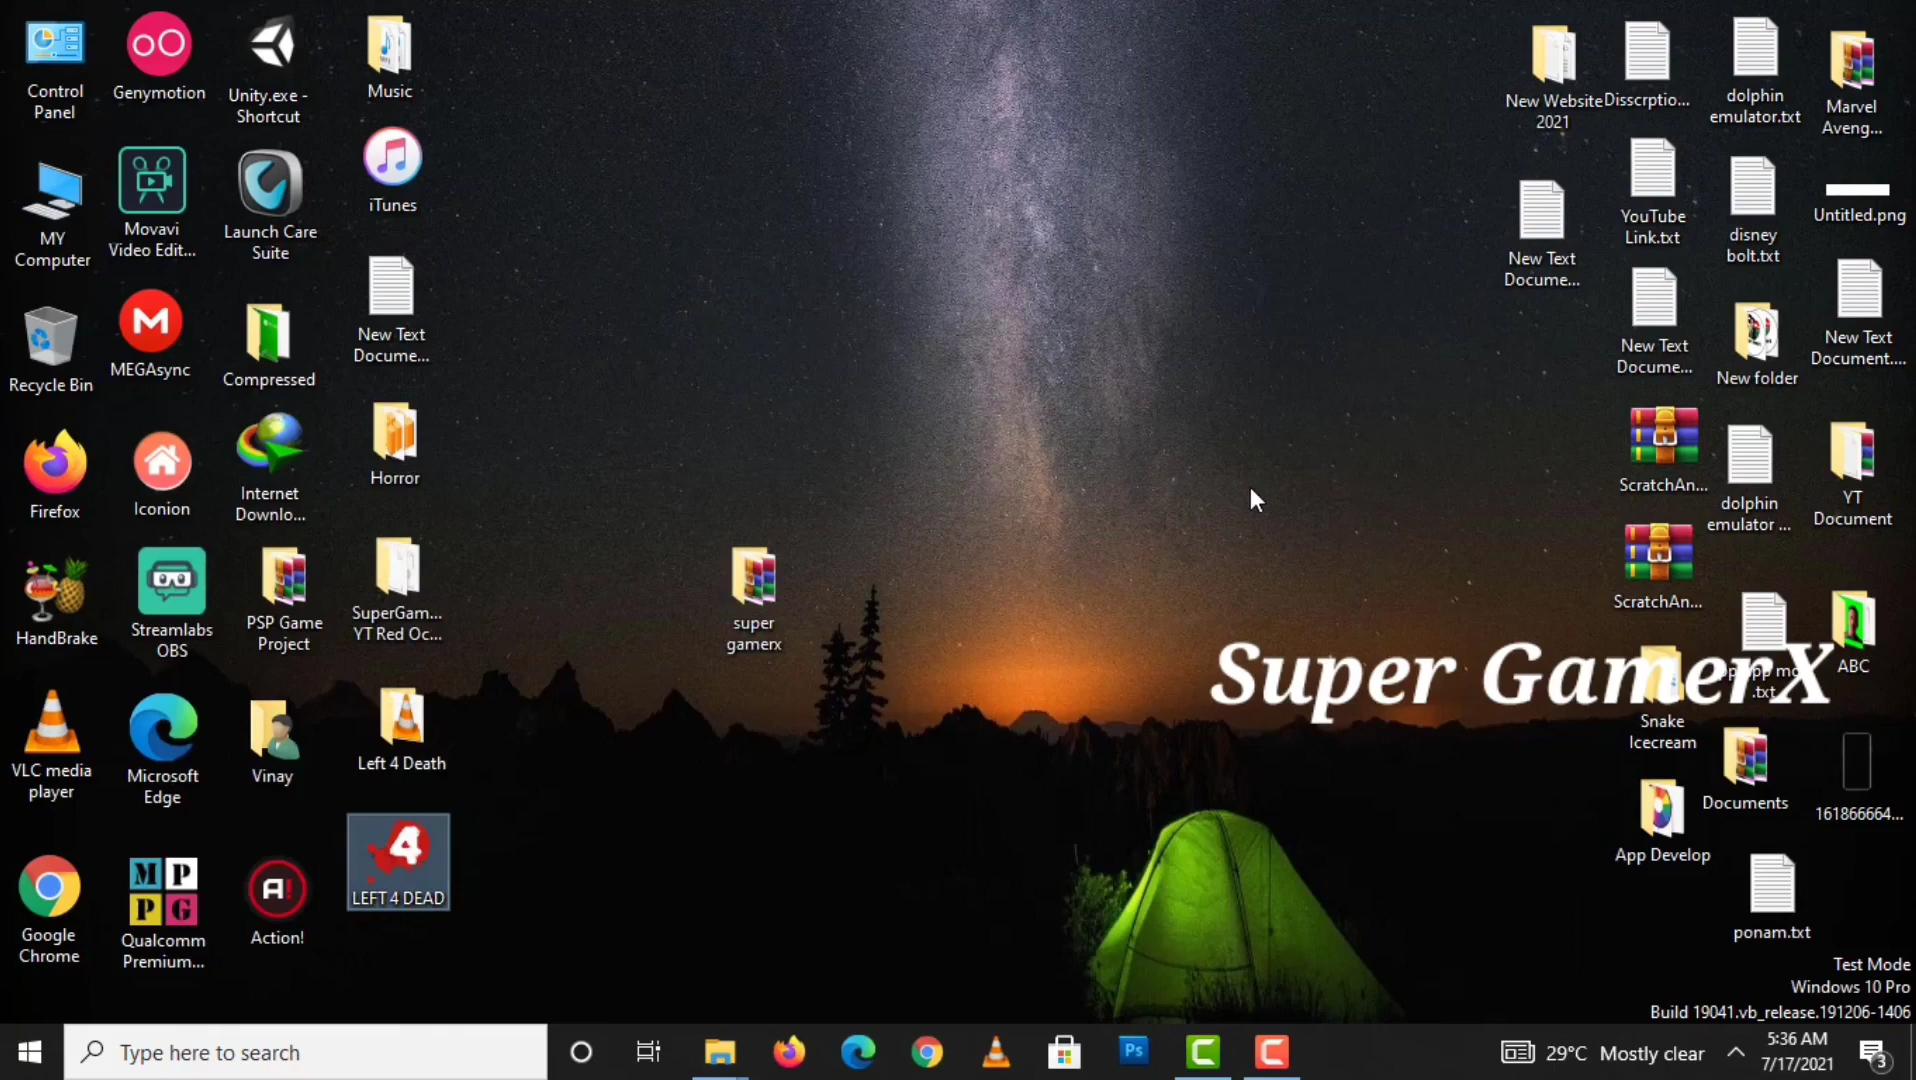 Control
Panel
Genymotion
Unity.exe -
Shortcut
Music
MY
Computer
Movavi
Video Edit...
Launch Care
Suite
iTunes
Recycle Bin
MEGAsync
Compressed
New Text
Docume...
Firefox
Iconion
Internet
Downlo...
Horror
HandBrake
Streamlabs
OBS
PSP Game
Project
SuperGam...
YT Red Oc...
VLC media
player
Microsoft
Edge
Vinay
Left 4 Death
Google
Chrome
MP
PG
Qualcomm
Premium...
A!
Action!
4
LEFT 4 DEAD
super
gamerx
New Website
2021
Disscrptio...
dolphin
emulator.txt
Marvel
Aveng...
New Text
Docume...
YouTube
Link.txt
disney
bolt.txt
Untitled.png
New Text
Docume...
New folder
New Text
Document....
ScratchAn...
dolphin
emulator ...
YT
Document
ScratchAn...
.txt
ABC
Super GamerX
Snake
Icecream
Documents
161866664...
App Develop
ponam.txt
Test Mode
Windows 10 Pro
Build 19041.vb_release.191206-1406
Type here to search
Ps
29°C Mostly clear
5:36 AM
7/17/2021
3